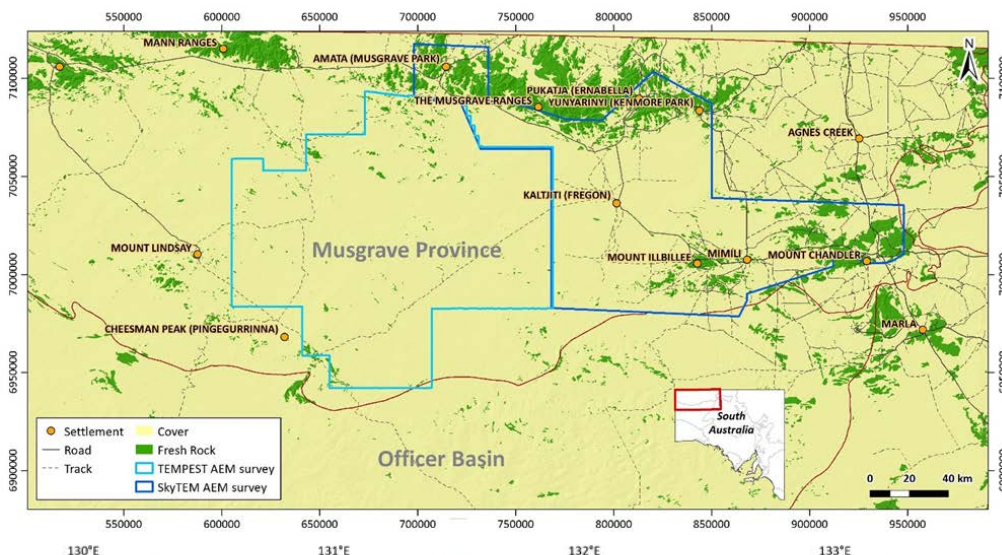 550000 600000 650000 700000 750000 800000 850000 900000 950000
MANN RANGES
N
AMATA (MUSGRAVE PARK)
7100000
PUKATJA (ERNABELLA)
THE MUSGRAVE RANGES
YUNYARINYI (KENMORE PARK)
AGNES CREEK
7050000
KALTJITI (FREGON)
MOUNT LINDSAY
Musgrave Province
MOUNT ILLBILLEE
MIMILI
MOUNT CHANDLER
7000000
7000000
CHEESMAN PEAK (PINGEGURRINNA)
MARLA
6950000
South
Australia
Settlement
Road
Track
Cover
Fresh Rock
TEMPEST AEM survey
SkyTEM AEM survey
Officer Basin
6900000
0 20 40 km
550000 600000 650000 700000 750000 800000 850000 900000 950000
130°E 131°E 132°E 133°E